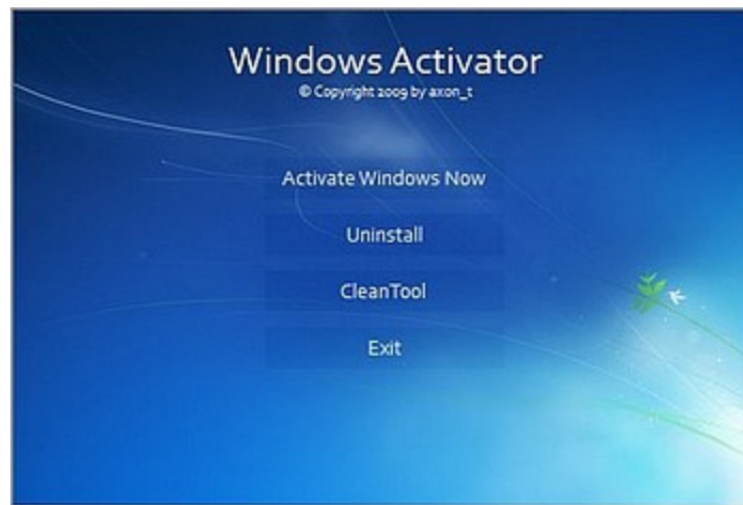 Windows Activator
© Copyright 2009 by axon_t
Activate Windows Now
Uninstall
CleanTool
Exit